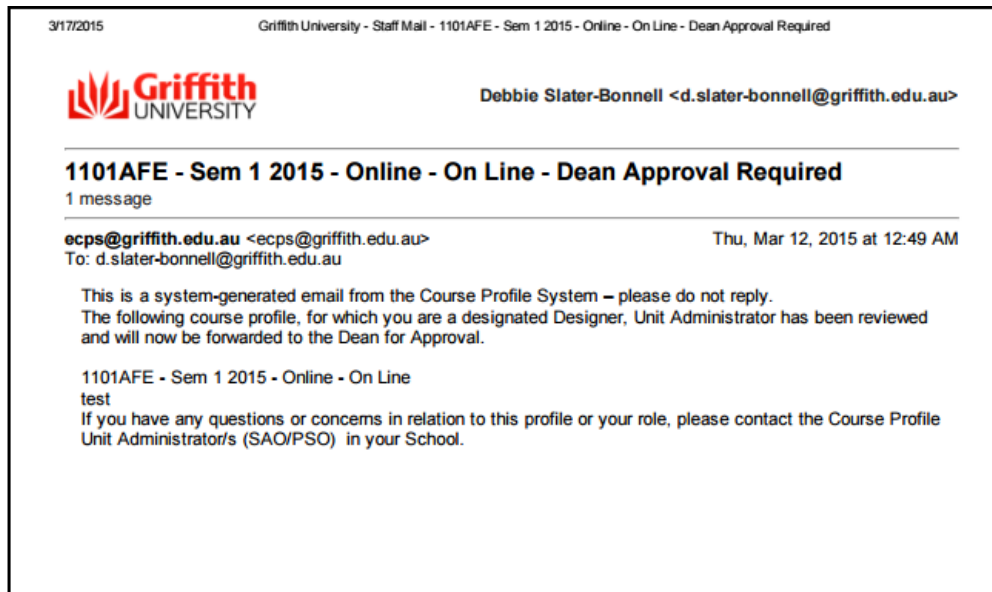 3/17/2015 Griffith University - Staff Mail - 1101AFE - Sem 1 2015 - Online - On Line - Dean Approval Required
Griffith
UNIVERSITY
Debbie Slater-Bonnell <d.slater-bonnell@griffith.edu.au>
1101AFE - Sem 1 2015 - Online - On Line - Dean Approval Required
1 message
ecps@griffith.edu.au <ecps@griffith.edu.au> Thu, Mar 12, 2015 at 12:49 AM
To: d.slater-bonnell@griffith.edu.au
This is a system-generated email from the Course Profile System – please do not reply.
The following course profile, for which you are a designated Designer, Unit Administrator has been reviewed
and will now be forwarded to the Dean for Approval.
1101AFE - Sem 1 2015 - Online - On Line
test
If you have any questions or concerns in relation to this profile or your role, please contact the Course Profile
Unit Administrator/s (SAO/PSO) in your School.